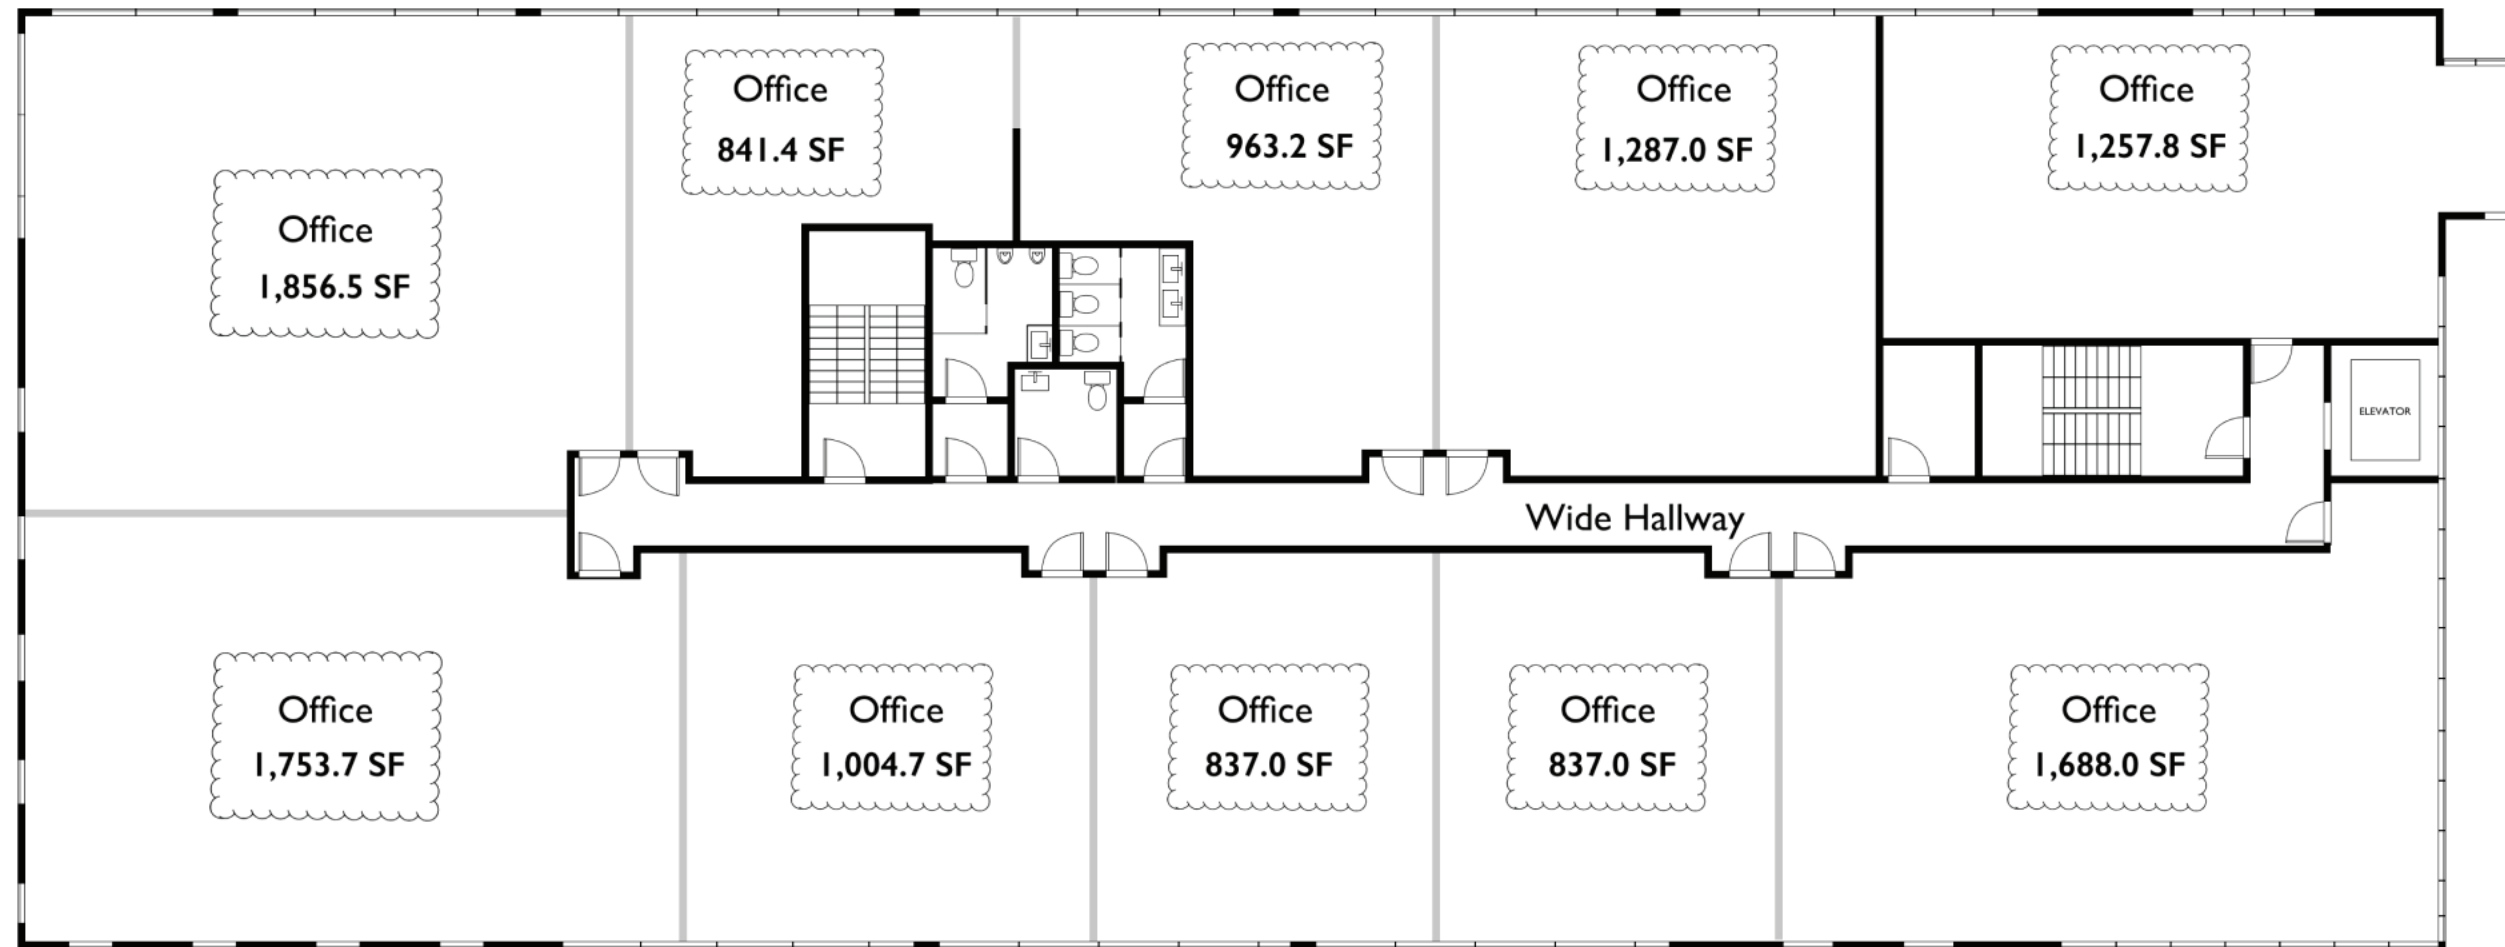 Office
841.4 SF
Office
963.2 SF
Office
1,287.0 SF
Office
1,257.8 SF
Office
1,856.5 SF
ELEVATOR
Wide Hallway
Office
1,753.7 SF
Office
1,004.7 SF
Office
837.0 SF
Office
837.0 SF
Office
1,688.0 SF